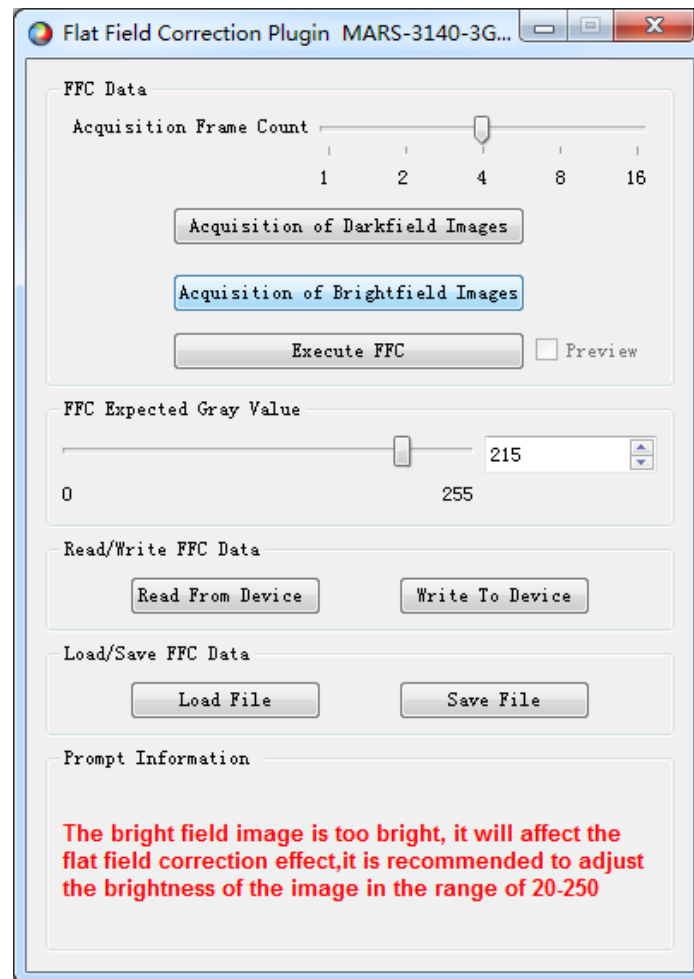 Flat Field Correction Plugin MARS-3140-3G...
FFC Data
Acquisition Frame Count
1 2 4 8 16
Acquisition of Darkfield Images
Acquisition of Brightfield Images
Execute FFC Preview
FFC Expected Gray Value
215
0 255
Read/Write FFC Data
Read From Device Write To Device
Load/Save FFC Data
Load File Save File
Prompt Information
The bright field image is too bright, it will affect the
flat field correction effect,it is recommended to adjust
the brightness of the image in the range of 20-250